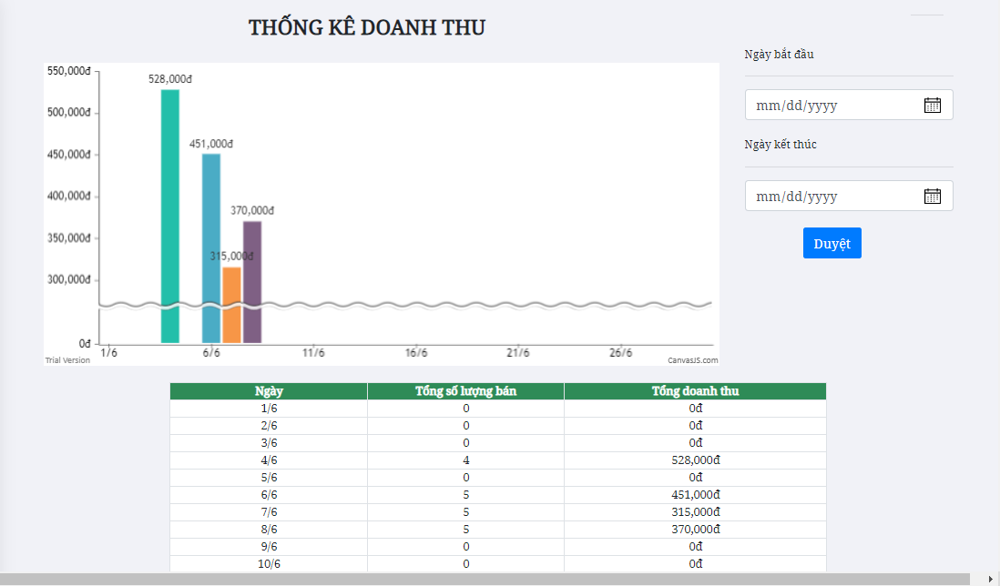 THỐNG KÊ DOANH THU
550,000đ
528,000đ
500,000đ
451,000đ
450,000đ
400,000đ
370,000đ
350,000đ
315,000đ
300,000đ
0đ
1/6 6/6 11/6 16/6 21/6 26/6
Trial Version CanvasJS.com
Ngày bắt đầu
mm/dd/yyyy
Ngày kết thúc
mm/dd/yyyy
Duyệt
Ngày Tổng số lượng bán Tổng doanh thu
1/6 0 0đ
2/6 0 0đ
3/6 0 0đ
4/6 4 528,000đ
5/6 0 0đ
6/6 5 451,000đ
7/6 5 315,000đ
8/6 5 370,000đ
9/6 0 0đ
10/6 0 0đ